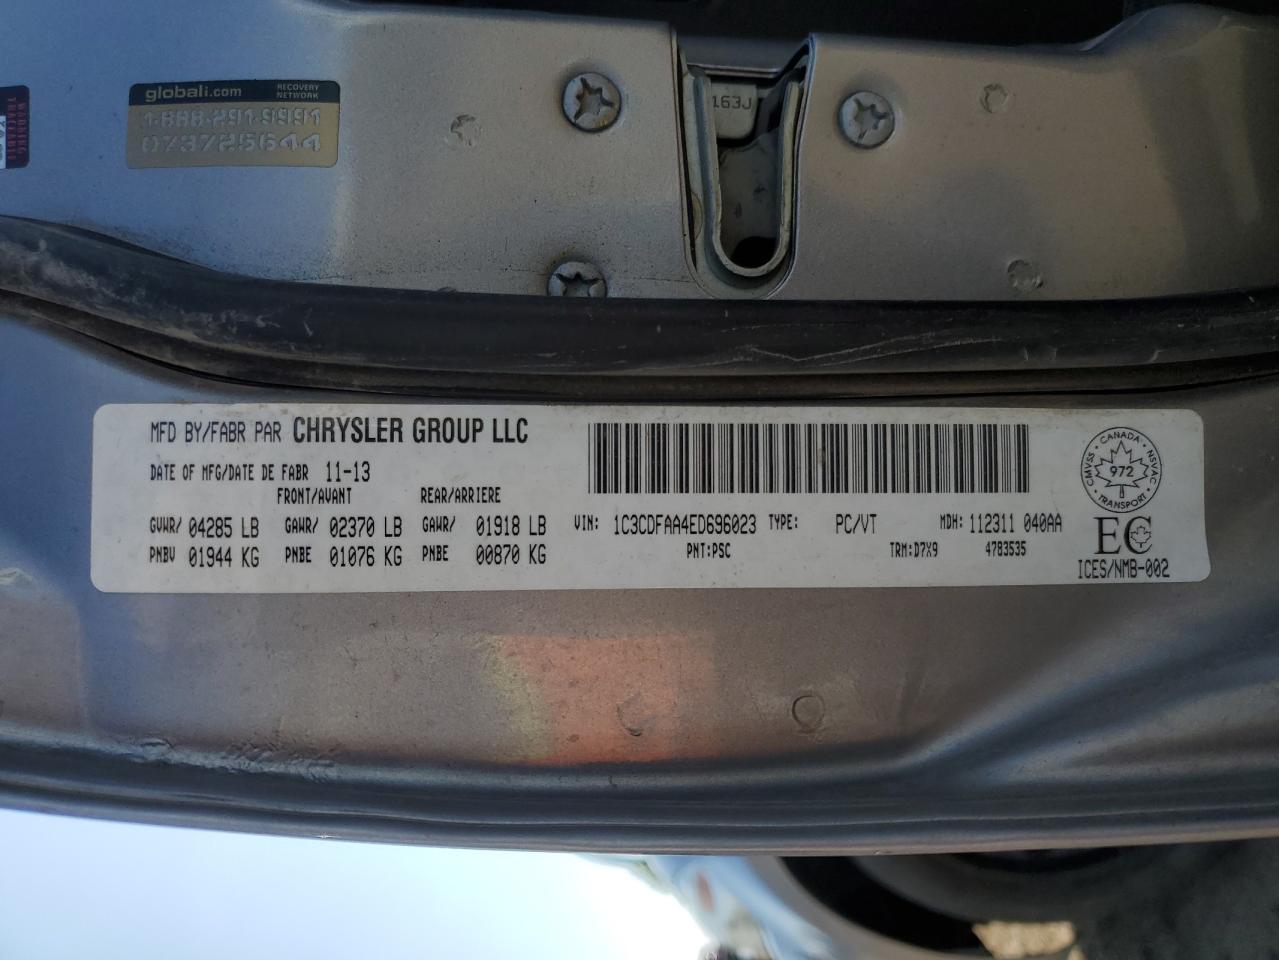 globali.com RECOVERY NETWORK
1-888-291-9991
073725644
163J
MFD BY/FABR PAR CHRYSLER GROUP LLC
DATE OF MFG/DATE DE FABR 11-13
FRONT/AVANT REAR/ARRIERE
GVWR/ 04285 LB GAWR/ 02370 LB GAWR/ 01918 LB
PNBV 01944 KG PNBE 01076 KG PNBE 00870 KG
VIN: 1C3CDFAA4ED696023 TYPE: PC/VT MDH: 112311 040AA
PNT:PSC TRM:D7X9 4783535
CANADA
CMVSS • NSVAC
972
TRANSPORT
EC
ICES/NMB-002